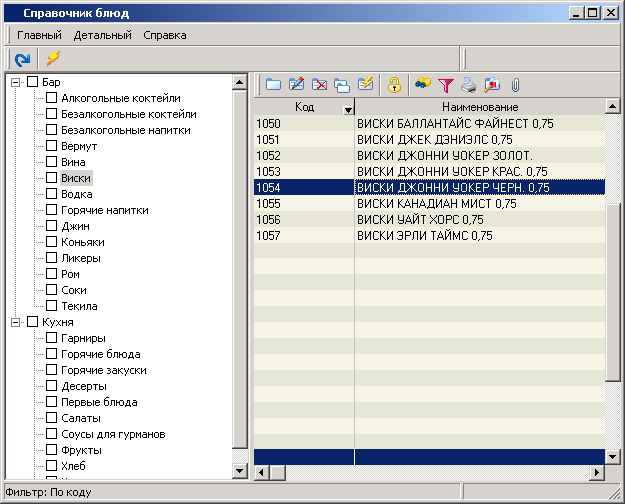 Справочник блюд
Главный Детальный Справка
Бар
Алкогольные коктейли
Безалкогольные коктейли
Безалкогольные напитки
Вермут
Вина
Виски
Водка
Горячие напитки
Джин
Коньяки
Ликеры
Ром
Соки
Текила
Кухня
Гарниры
Горячие блюда
Горячие закуски
Десерты
Первые блюда
Салаты
Соусы для гурманов
Фрукты
Хлеб
Код Наименование
1050 ВИСКИ БАЛЛАНТАЙС ФАЙНЕСТ 0,75
1051 ВИСКИ ДЖЕК ДЭНИЭЛС 0,75
1052 ВИСКИ ДЖОННИ УОКЕР ЗОЛОТ.
1053 ВИСКИ ДЖОННИ УОКЕР КРАС. 0,75
1054 ВИСКИ ДЖОННИ УОКЕР ЧЕРН. 0,75
1055 ВИСКИ КАНАДИАН МИСТ 0,75
1056 ВИСКИ УАЙТ ХОРС 0,75
1057 ВИСКИ ЭРЛИ ТАЙМС 0,75
Фильтр: По коду